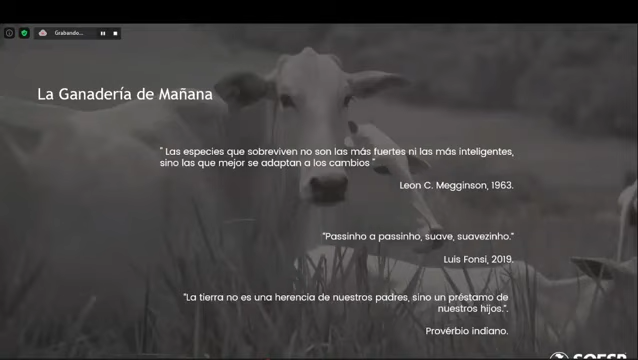 Grabando...
La Ganadería de Mañana
" Las especies que sobreviven no son las más fuertes ni las más inteligentes,
sino las que mejor se adaptan a los cambios "
Leon C. Megginson, 1963.
"Passinho a passinho, suave, suavezinho."
Luis Fonsi, 2019.
"La tierra no es una herencia de nuestros padres, sino un préstamo de
nuestros hijos.".
Provérbio indiano.